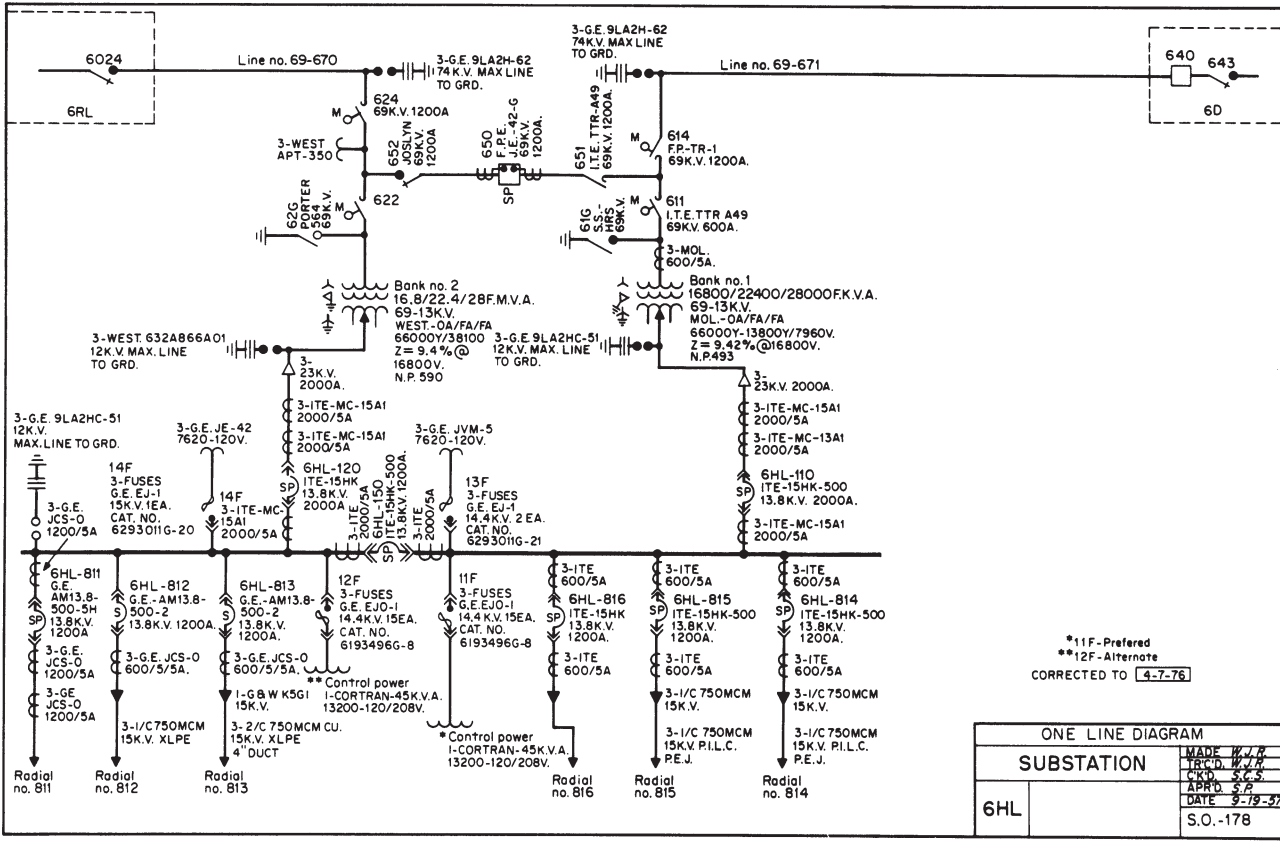 6024
6RL
Line no. 69-670
3-G.E. 9LA2H-62
74K.V. MAX LINE
TO GRD.
3-G.E. 9LA2H-62
74K.V. MAX LINE
TO GRD.
Line no. 69-671
640
643
6D
M
624
69K.V. 1200A
3-WEST
APT-350
652
JOSLYN
69K.V.
1200A
650
F.P.E.
J.E.-42-G
69K.V.
1200A.
SP
651
I.T.E. TTR-A49
69K.V. 1200A.
M
614
F.P.-TR-1
69K.V. 1200A.
M
622
62G
PORTER
564
69K.V.
61G
S.S.-
HRS
69K.V.
M
611
I.T.E. TTR A49
69K.V. 600A.
3-MOL.
600/5A.
Bank no. 2
16.8/22.4/28F.M.V.A.
69-13K.V.
WEST.-OA/FA/FA
66000Y/38100
Z= 9.4%@
16800V.
N.P. 590
Bank no. 1
16800/22400/28000F.K.V.A.
69-13K.V.
MOL.-OA/FA/FA
66000Y-13800Y/7960V.
Z= 9.42%@16800V.
N.P.493
3-WEST. 632A866A01
12K.V. MAX. LINE
TO GRD.
3-G.E. 9LA2HC-51
12K.V. MAX. LINE
TO GRD.
3-
23K.V.
2000A.
3-
23K.V. 2000A.
3-G.E. 9LA2HC-51
12K.V.
MAX.LINE TO GRD.
3-G.E. JE-42
7620-120V.
3-ITE-MC-15A1
2000/5A
3-ITE-MC-15A1
2000/5A
3-G.E. JVM-5
7620-120V.
3-ITE-MC-15A1
2000/5A
3-ITE-MC-13A1
2000/5A
14F
3-FUSES
G.E. EJ-1
15K.V. 1EA.
CAT. NO.
6293011G-20
14F
3-ITE-MC-
15A1
2000/5A
SP
6HL-120
ITE-15HK
13.8K.V.
2000A
3-ITE
2000/5A
6HL-150
SP
ITE-15HK-500
13.8K.V. 1200A.
3-ITE
2000/5A
13F
3-FUSES
G.E. EJ-1
14.4K.V. 2 EA.
CAT. NO.
6293011G-21
SP
6HL-110
ITE-15HK-500
13.8K.V. 2000A.
3-ITE-MC-15A1
2000/5A
3-G.E.
JCS-O
1200/5A
6HL-811
G.E.
AM13.8-
500-5H
13.8K.V.
1200A
SP
3-G.E.
JCS-O
1200/5A
3-GE
JCS-O
1200/5A
Radial
no. 811
6HL-812
G.E.-AM13.8-
500-2
13.8K.V. 1200A.
S
3-G.E. JCS-O
600/5/5A.
3-1/C 750MCM
15K.V. XLPE
Radial
no. 812
6HL-813
G.E.-AM13.8-
500-2
13.8K.V.
1200A.
S
3-G.E. JCS-O
600/5/5A.
1-G&W K5G1
15K.V.
3-2/C 750MCM CU.
15K.V. XLPE
4" DUCT
Radial
no. 813
12F
3-FUSES
G.E. EJO-1
14.4K.V. 15EA.
CAT. NO.
6193496G-8
** Control power
1-CORTRAN-45K.V.A.
13200-120/208V.
11F
3-FUSES
G.E.EJO-1
14.4 K.V. 15EA.
CAT. NO.
6193496G-8
* Control power
1-CORTRAN-45K.V.A.
13200-120/208V.
3-ITE
600/5A
SP
6HL-816
ITE-15HK
13.8K.V.
1200A.
3-ITE
600/5A
Radial
no. 816
3-ITE
600/5A
SP
6HL-815
ITE-15HK-500
13.8K.V.
1200A.
3-ITE
600/5A
3-1/C 750MCM
15K.V.
3-1/C 750MCM
15K.V. P.I.L.C.
P.E.J.
Radial
no. 815
3-ITE
600/5A
SP
6HL-814
ITE-15HK-500
13.8K.V.
1200A.
3-ITE
600/5A
3-1/C 750MCM
15K.V.
3-1/C 750MCM
15K.V. P.I.L.C.
P.E.J.
Radial
no. 814
*11F-Prefered
**12F-Alternate
CORRECTED TO 4-7-76
ONE LINE DIAGRAM
SUBSTATION
6HL
MADE W.J.R.
TRC'D. W.J.R.
C'K'D. S.C.S.
APR'D. S.P.
DATE 9-19-57
S.O.-178